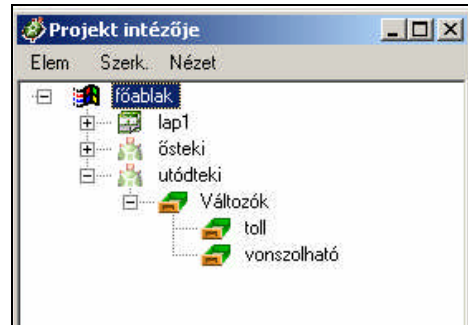 Projekt intézője
Elem Szerk. Nézet
főablak
lap1
ősteki
utódteki
Változók
toll
vonszolható